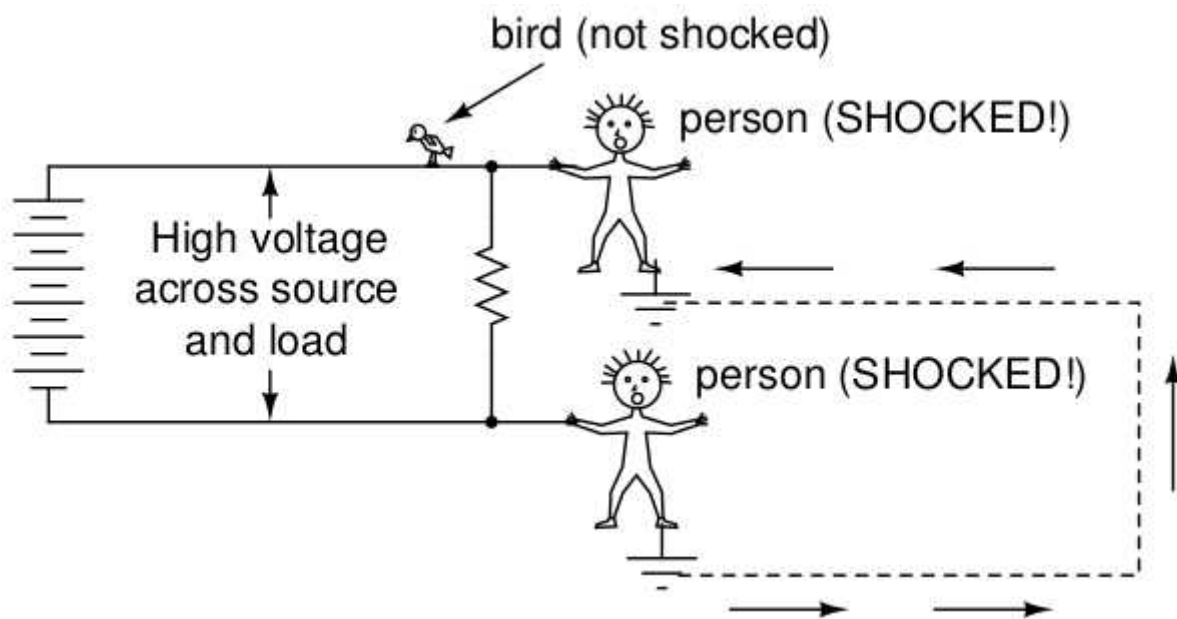 bird (not shocked)
person (SHOCKED!)
High voltage
across source
and load
person (SHOCKED!)